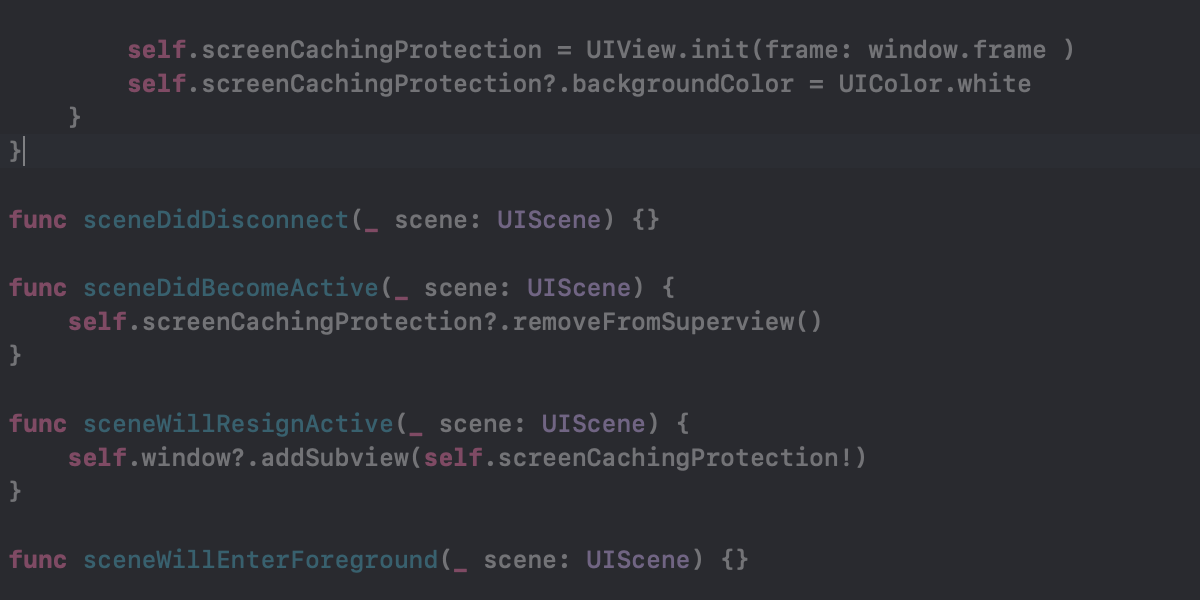 self.screenCachingProtection = UIView.init(frame: window.frame )
        self.screenCachingProtection?.backgroundColor = UIColor.white
    }
}

func sceneDidDisconnect(_ scene: UIScene) {}

func sceneDidBecomeActive(_ scene: UIScene) {
    self.screenCachingProtection?.removeFromSuperview()
}

func sceneWillResignActive(_ scene: UIScene) {
    self.window?.addSubview(self.screenCachingProtection!)
}

func sceneWillEnterForeground(_ scene: UIScene) {}